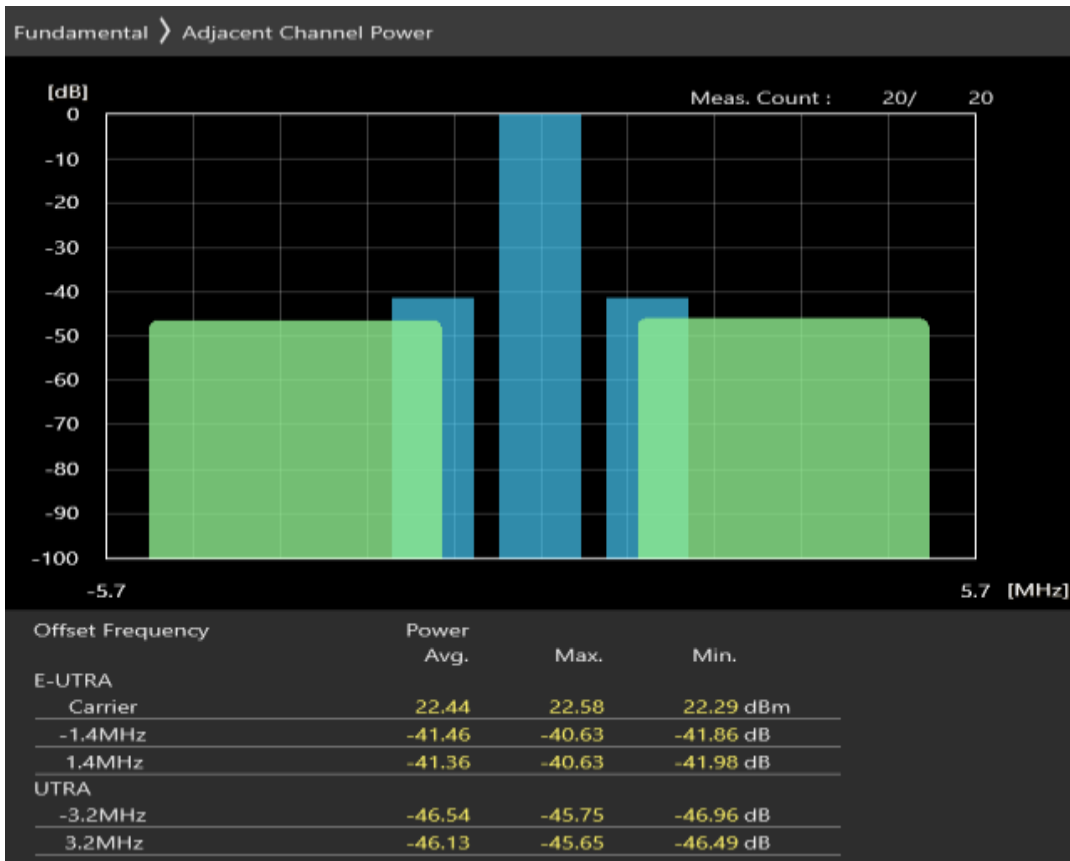 Fundamental 〉 Adjacent Channel Power
[dB]
Meas. Count : 20/ 20
0
-10
-20
-30
-40
-50
-60
-70
-80
-90
-100
-5.7 5.7 [MHz]
Offset Frequency Power
Avg. Max. Min.
E-UTRA
Carrier 22.44 22.58 22.29 dBm
-1.4MHz -41.46 -40.63 -41.86 dB
1.4MHz -41.36 -40.63 -41.98 dB
UTRA
-3.2MHz -46.54 -45.75 -46.96 dB
3.2MHz -46.13 -45.65 -46.49 dB